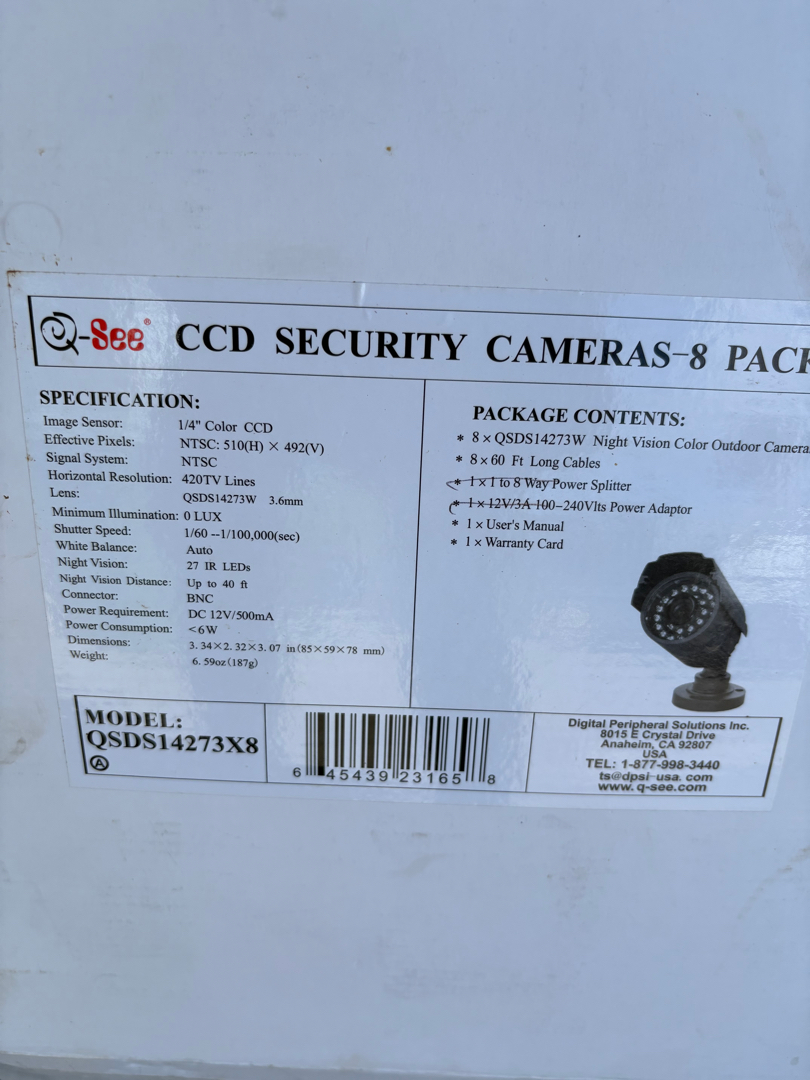 Q-See® CCD SECURITY CAMERAS-8 PACK
SPECIFICATION:
Image Sensor: 1/4" Color CCD
Effective Pixels: NTSC: 510(H) × 492(V)
Signal System: NTSC
Horizontal Resolution: 420TV Lines
Lens: QSDS14273W 3.6mm
Minimum Illumination: 0 LUX
Shutter Speed: 1/60 --1/100,000(sec)
White Balance: Auto
Night Vision: 27 IR LEDs
Night Vision Distance: Up to 40 ft
Connector: BNC
Power Requirement: DC 12V/500mA
Power Consumption: <6W
Dimensions: 3.34×2.32×3.07 in(85×59×78 mm)
Weight: 6.59oz(187g)
PACKAGE CONTENTS:
* 8×QSDS14273W Night Vision Color Outdoor Camera
* 8×60 Ft Long Cables
* 1×1 to 8 Way Power Splitter
* 1×12V/3A 100-240Vlts Power Adaptor
* 1×User's Manual
* 1×Warranty Card
MODEL:
QSDS14273X8
A
6 45439 23165 8
Digital Peripheral Solutions Inc.
8015 E Crystal Drive
Anaheim, CA 92807
USA
TEL: 1-877-998-3440
ts@dpsi-usa.com
www.q-see.com